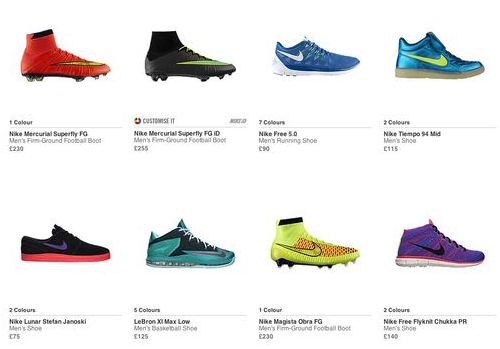 1 Colour
Nike Mercurial Superfly FG
Men's Firm-Ground Football Boot
£230
CUSTOMISE IT NIKEiD
Nike Mercurial Superfly FG iD
Men's Firm-Ground Football Boot
£255
7 Colours
Nike Free 5.0
Men's Running Shoe
£90
2 Colours
Nike Tiempo 94 Mid
Men's Shoe
£115
2 Colours
Nike Lunar Stefan Janoski
Men's Shoe
£75
5 Colours
LeBron XI Max Low
Men's Basketball Shoe
£125
1 Colour
Nike Magista Obra FG
Men's Firm-Ground Football Boot
£230
2 Colours
Nike Free Flyknit Chukka PR
Men's Shoe
£140